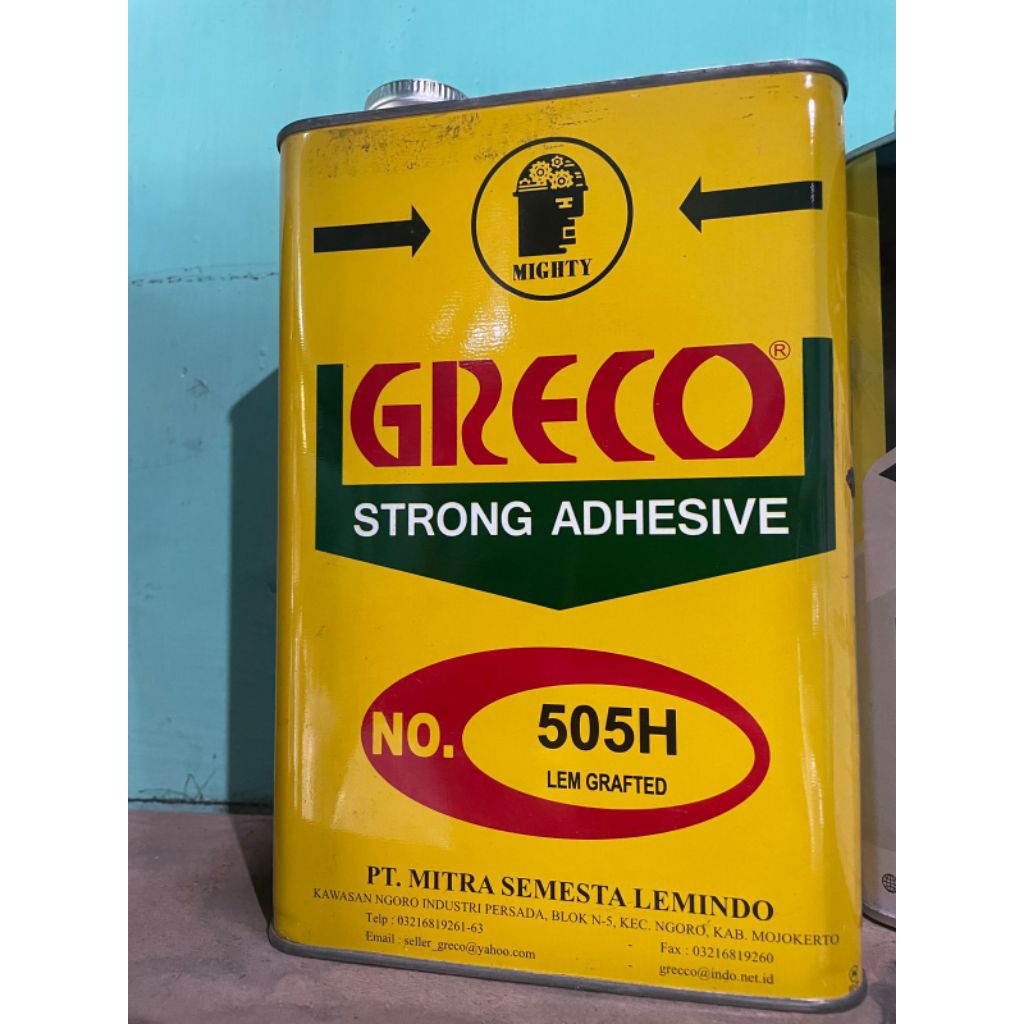 MIGHTY
GRECO®
STRONG ADHESIVE
NO. 505H
LEM GRAFTED
PT. MITRA SEMESTA LEMINDO
KAWASAN NGORO INDUSTRI PERSADA, BLOK N-5, KEC. NGORO, KAB. MOJOKERTO
Telp : 03216819261-63 Fax : 03216819260
Email : seller_greco@yahoo.com grecco@indo.net.id